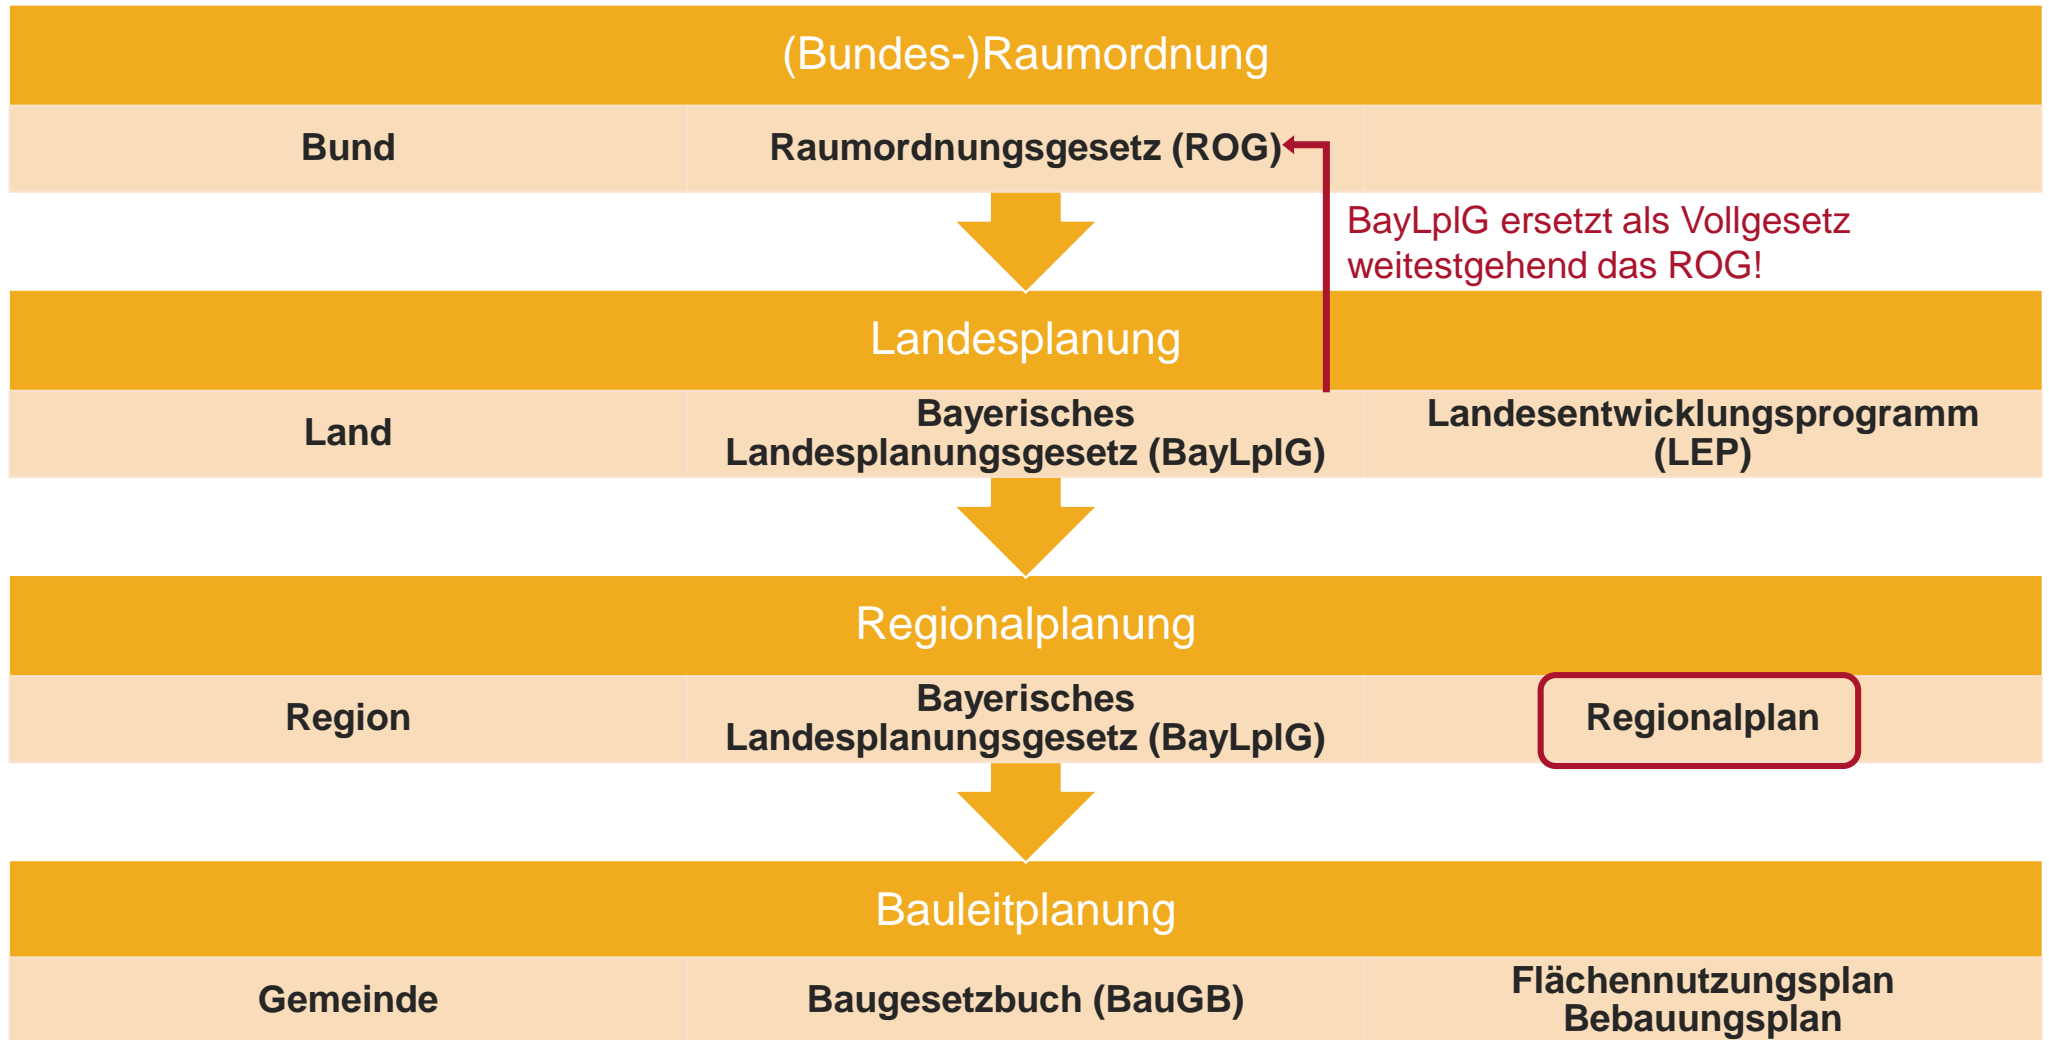 (Bundes-)Raumordnung
Bund
Raumordnungsgesetz (ROG)
BayLplG ersetzt als Vollgesetz
weitestgehend das ROG!
Landesplanung
Land
Bayerisches
Landesplanungsgesetz (BayLplG)
Landesentwicklungsprogramm
(LEP)
Regionalplanung
Region
Bayerisches
Landesplanungsgesetz (BayLplG)
Regionalplan
Bauleitplanung
Gemeinde
Baugesetzbuch (BauGB)
Flächennutzungsplan
Bebauungsplan